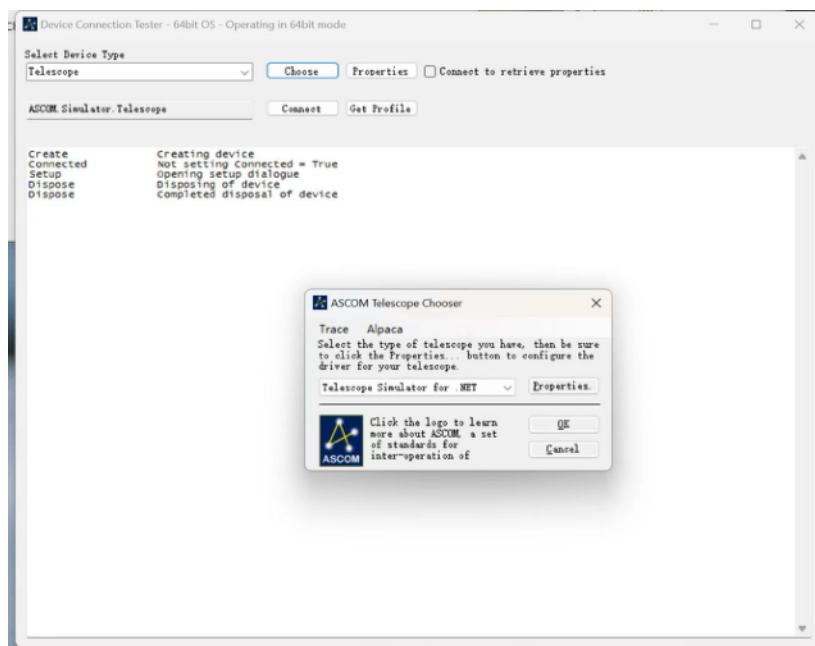 Device Connection Tester - 64bit OS - Operating in 64bit mode
Select Device Type
Telescope
Choose
Properties
Connect to retrieve properties
ASCOM.Simulator.Telescope
Connect
Get Profile
Create Creating device
Connected Not setting Connected = True
Setup Opening setup dialogue
Dispose Disposing of device
Dispose Completed disposal of device
ASCOM Telescope Chooser
Trace Alpaca
Select the type of telescope you have, then be sure
to click the Properties... button to configure the
driver for your telescope.
Telescope Simulator for .NET
Properties.
Click the logo to learn
more about ASCOM, a set
of standards for
inter-operation of
ASCOM
OK
Cancel